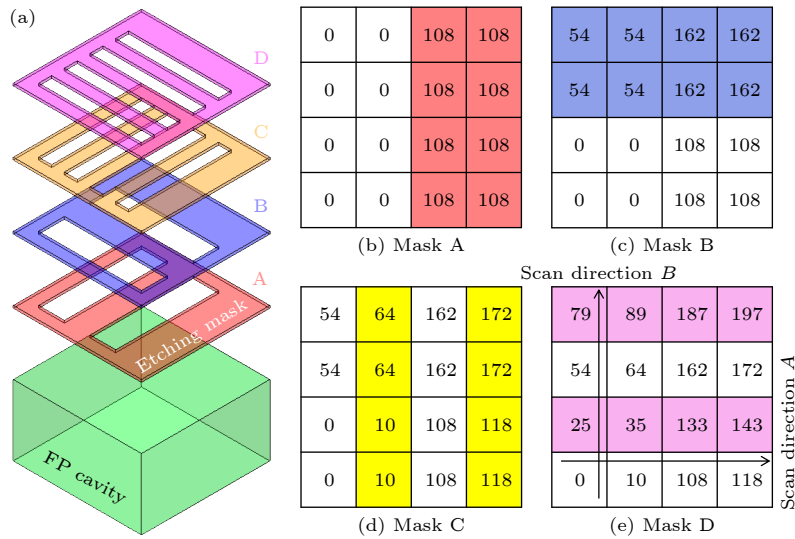 (a)
D
C
B
A
Etching mask
FP cavity
0 0 108 108
0 0 108 108
0 0 108 108
0 0 108 108
(b) Mask A
54 54 162 162
54 54 162 162
0 0 108 108
0 0 108 108
(c) Mask B
54 64 162 172
54 64 162 172
0 10 108 118
0 10 108 118
(d) Mask C
Scan direction B
79 89 187 197
54 64 162 172
25 35 133 143
0 10 108 118
Scan direction A
(e) Mask D